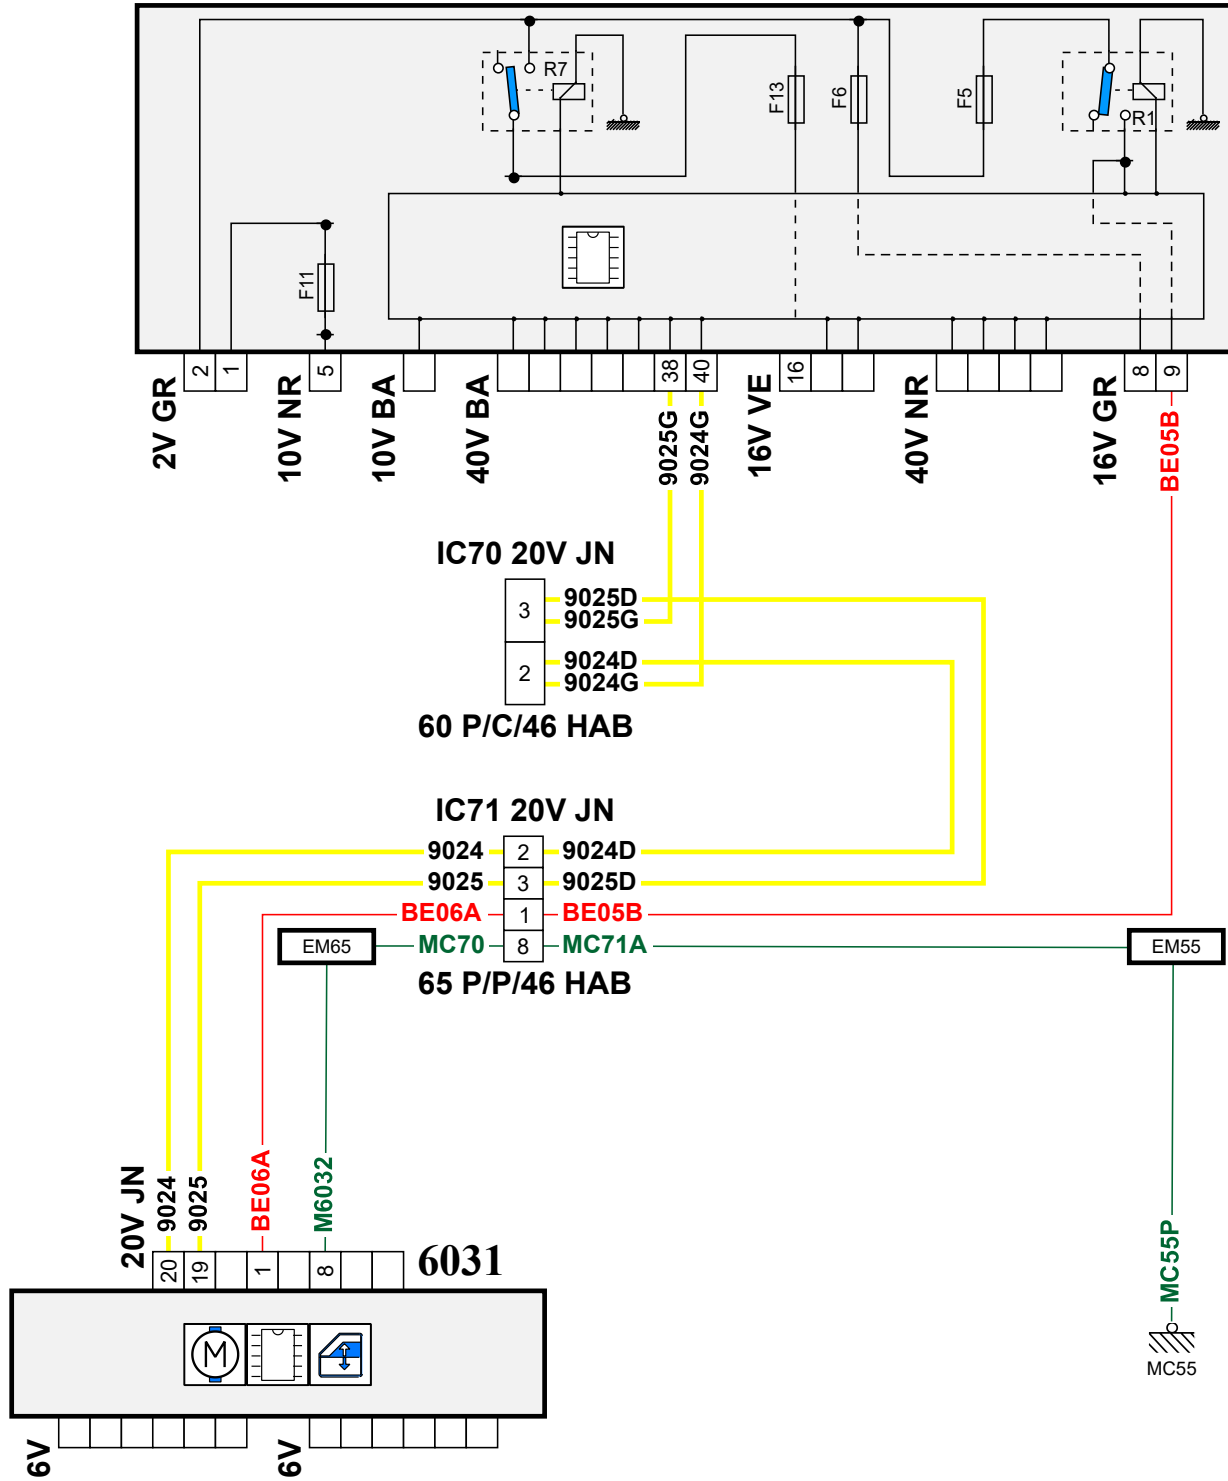 R7
F13
F6
F5
R1
F11
2
1
5
38
40
16
8
9
2V GR
10V NR
10V BA
40V BA
9025G
9024G
16V VE
40V NR
16V GR
BE05B
IC70 20V JN
3
9025D
9025G
2
9024D
9024G
60 P/C/46 HAB
IC71 20V JN
9024 2 9024D
9025 3 9025D
BE06A 1 BE05B
EM65 MC70 8 MC71A EM55
65 P/P/46 HAB
20V JN
9024
9025
BE06A
M6032
MC55P
20
19
1
8
6031
M
MC55
6V
6V